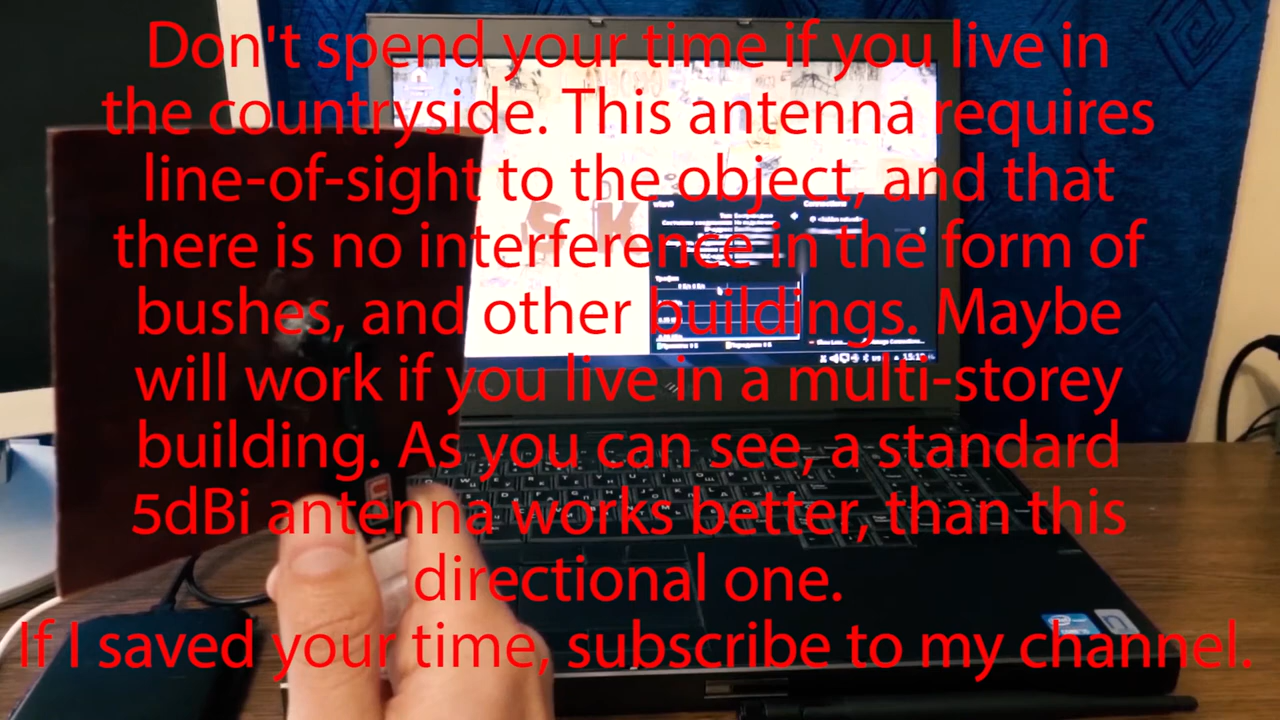 Don't spend your time if you live in
the countryside. This antenna requires
line-of-sight to the object, and that
there is no interference in the form of
bushes, and other buildings. Maybe
will work if you live in a multi-storey
building. As you can see, a standard
5dBi antenna works better, than this
directional one.
If I saved your time, subscribe to my channel.